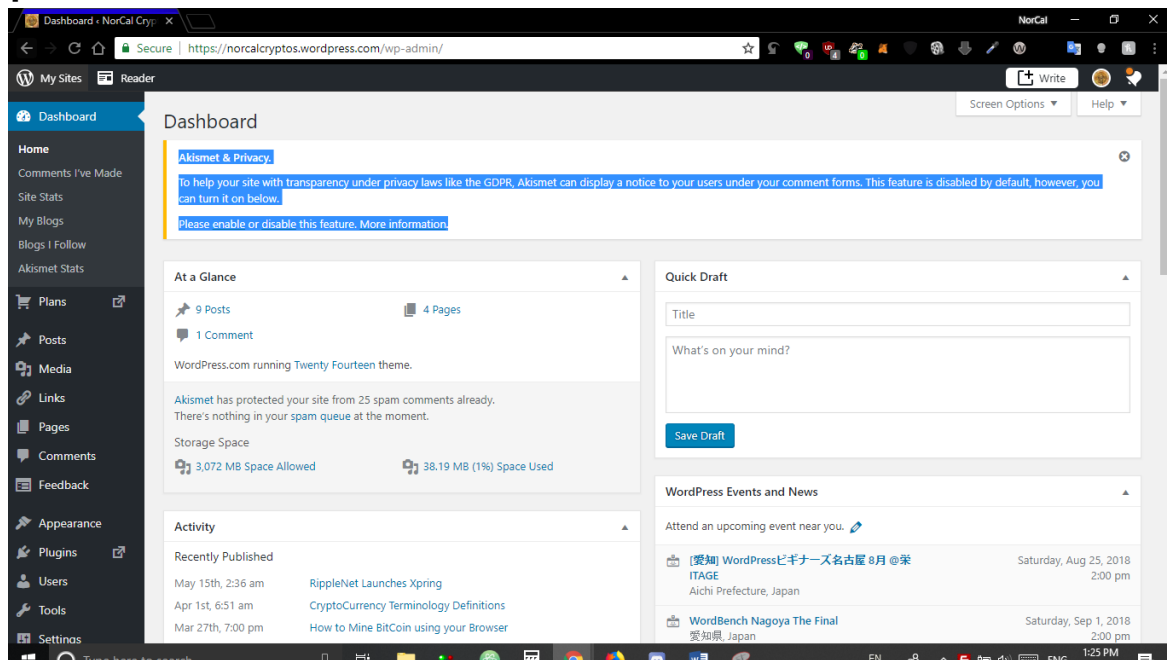 Dashboard ‹ NorCal Cryp
NorCal
Secure | https://norcalcryptos.wordpress.com/wp-admin/
4
0
My Sites Reader Write
Screen Options ▼ Help ▼
Dashboard
Home
Comments I've Made
Site Stats
My Blogs
Blogs I Follow
Akismet Stats
Plans
Posts
Media
Links
Pages
Comments
Feedback
Appearance
Plugins
Users
Tools
Settings
Dashboard
Akismet & Privacy.
To help your site with transparency under privacy laws like the GDPR, Akismet can display a notice to your users under your comment forms. This feature is disabled by default, however, you
can turn it on below.
Please enable or disable this feature. More information.
At a Glance
9 Posts 4 Pages
1 Comment
WordPress.com running Twenty Fourteen theme.
Akismet has protected your site from 25 spam comments already.
There's nothing in your spam queue at the moment.
Storage Space
3,072 MB Space Allowed 38.19 MB (1%) Space Used
Activity
Recently Published
May 15th, 2:36 am RippleNet Launches Xpring
Apr 1st, 6:51 am CryptoCurrency Terminology Definitions
Mar 27th, 7:00 pm How to Mine BitCoin using your Browser
Quick Draft
Title
What's on your mind?
Save Draft
WordPress Events and News
Attend an upcoming event near you.
[愛知] WordPressビギナーズ名古屋 8月 @栄 Saturday, Aug 25, 2018
ITAGE 2:00 pm
Aichi Prefecture, Japan
WordBench Nagoya The Final Saturday, Sep 1, 2018
愛知県, Japan 2:00 pm
Type here to search
EN
ENG
1:25 PM